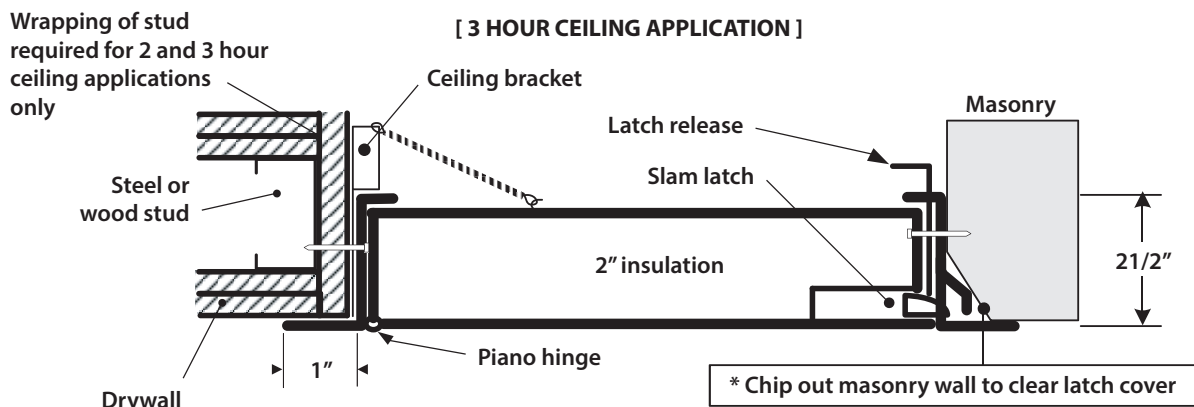 Wrapping of stud
required for 2 and 3 hour
ceiling applications
only
[ 3 HOUR CEILING APPLICATION ]
Ceiling bracket
Masonry
Latch release
Slam latch
Steel or
wood stud
2” insulation
21/2”
Piano hinge
1”
* Chip out masonry wall to clear latch cover
Drywall